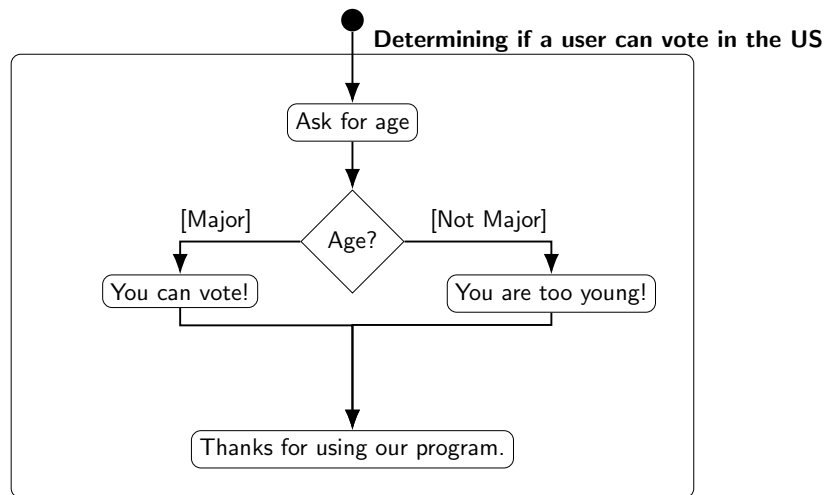 Determining if a user can vote in the US
Ask for age
[Major]
Age?
[Not Major]
You can vote!
You are too young!
Thanks for using our program.